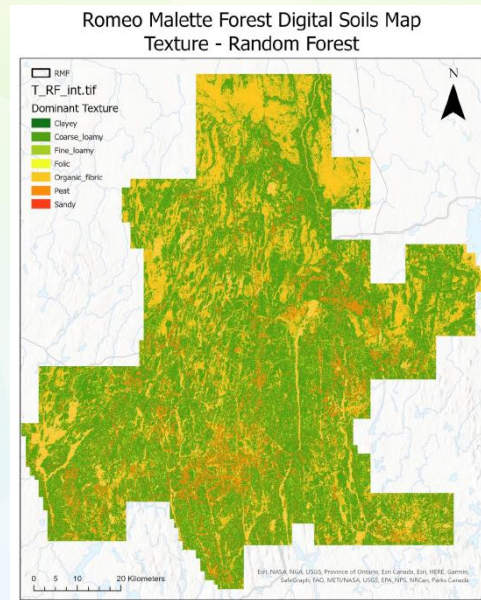 Romeo Malette Forest Digital Soils Map
Texture - Random Forest
RMF
T_RF_int.tif
Dominant Texture
Clayey
Coarse_loamy
Fine_loamy
Folic
Organic_fibric
Peat
Sandy
N
0 5 10 20 Kilometers
Esri, NASA, NGA, USGS, Province of Ontario, Esri Canada, Esri, HERE, Garmin,
SafeGraph, FAO, METI/NASA, USGS, EPA, NPS, NRCan, Parks Canada